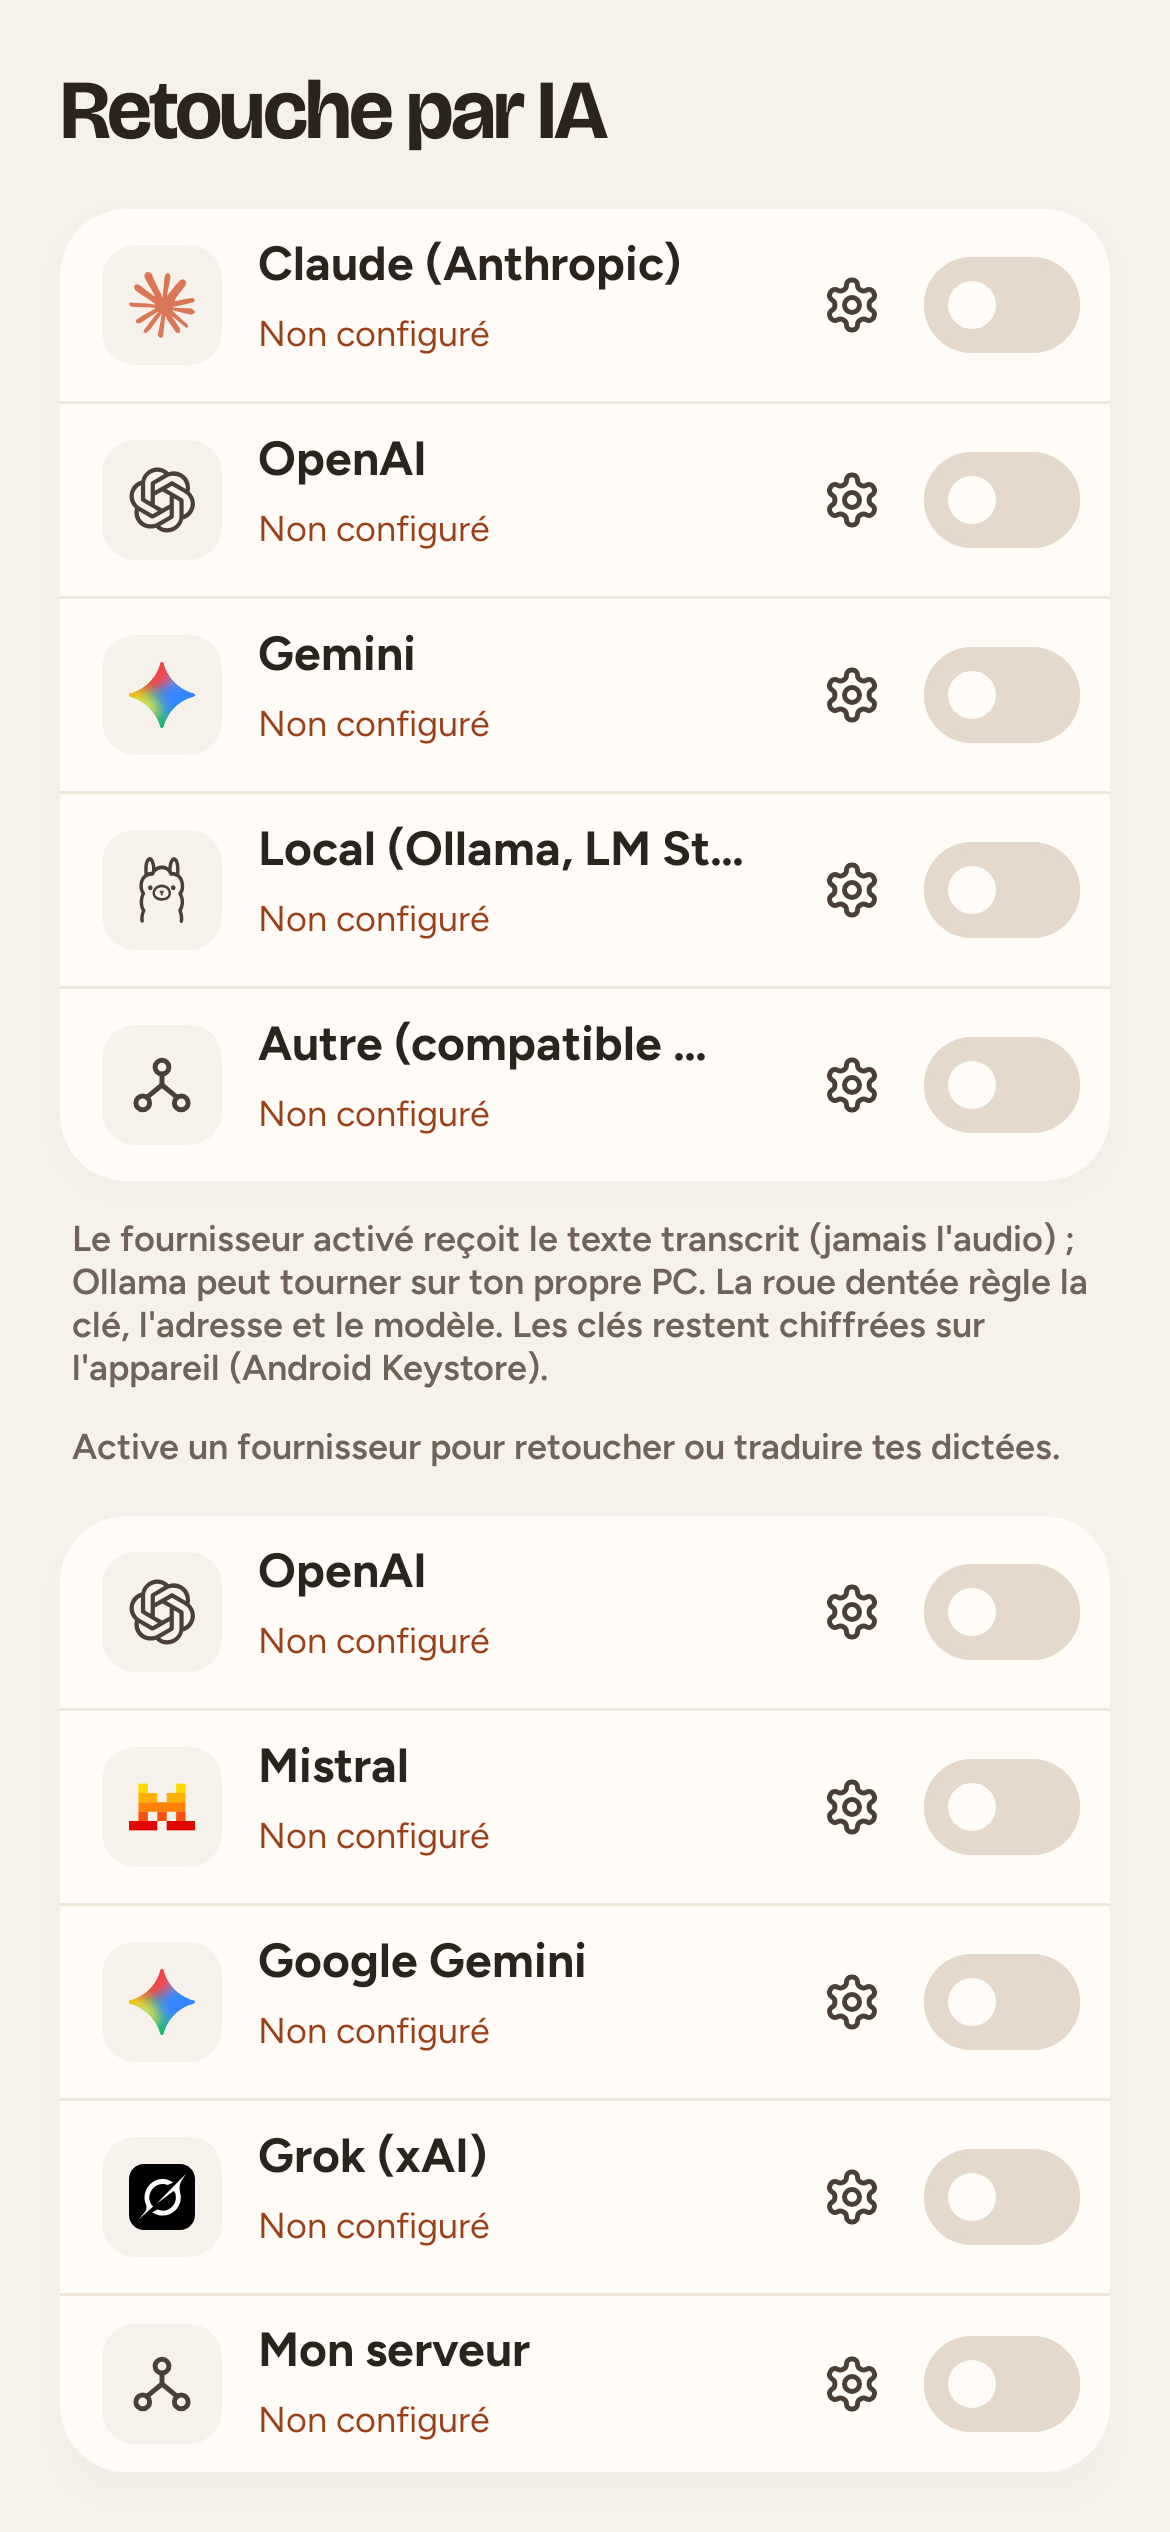 Retouche par IA
Claude (Anthropic)
Non configuré
OpenAI
Non configuré
Gemini
Non configuré
Local (Ollama, LM St...
Non configuré
Autre (compatible ...
Non configuré
Le fournisseur activé reçoit le texte transcrit (jamais l'audio) ;
Ollama peut tourner sur ton propre PC. La roue dentée règle la
clé, l'adresse et le modèle. Les clés restent chiffrées sur
l'appareil (Android Keystore).
Active un fournisseur pour retoucher ou traduire tes dictées.
OpenAI
Non configuré
Mistral
Non configuré
Google Gemini
Non configuré
Grok (xAI)
Non configuré
Mon serveur
Non configuré